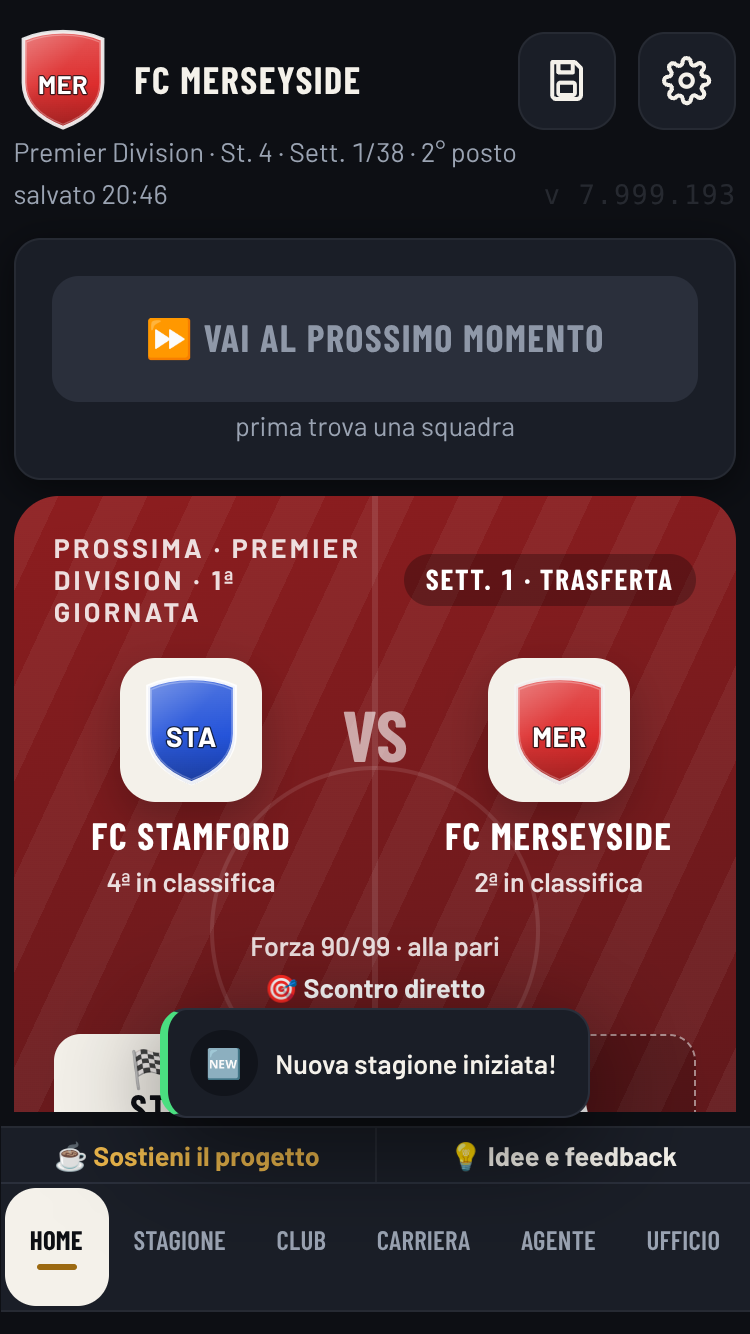 MER
FC MERSEYSIDE
Premier Division · St. 4 · Sett. 1/38 · 2° posto
salvato 20:46
v 7.999.193
VAI AL PROSSIMO MOMENTO
prima trova una squadra
PROSSIMA · PREMIER
DIVISION · 1ª
GIORNATA
SETT. 1 · TRASFERTA
STA
VS
MER
FC STAMFORD
FC MERSEYSIDE
4ª in classifica
2ª in classifica
Forza 90/99 · alla pari
🎯 Scontro diretto
NEW
Nuova stagione iniziata!
☕ Sostieni il progetto
💡 Idee e feedback
HOME
STAGIONE
CLUB
CARRIERA
AGENTE
UFFICIO